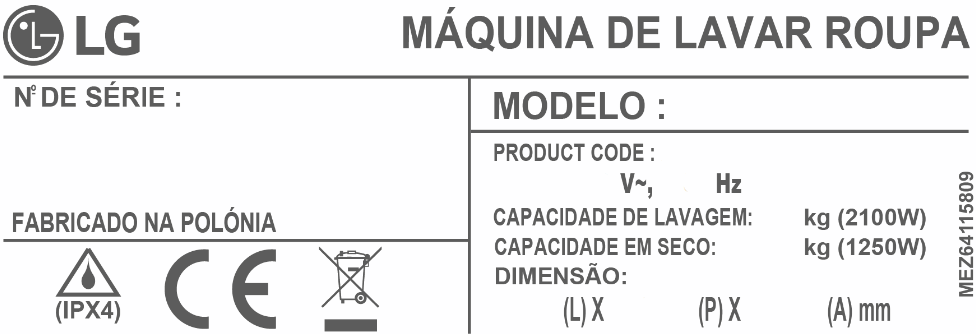 LG
MÁQUINA DE LAVAR ROUPA
Nº DE SÉRIE :
FABRICADO NA POLÓNIA
(IPX4)
CE
MODELO :
PRODUCT CODE :
V~, Hz
CAPACIDADE DE LAVAGEM: kg (2100W)
CAPACIDADE EM SECO: kg (1250W)
DIMENSÃO:
(L) X (P) X (A) mm
MEZ64115809